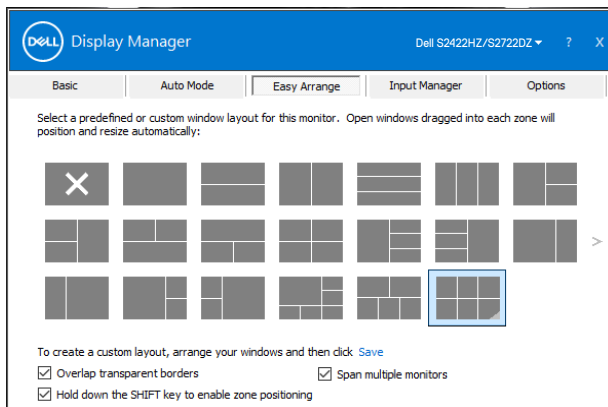 DELL Display Manager Dell S2422HZ/S2722DZ ? X
Basic Auto Mode Easy Arrange Input Manager Options
Select a predefined or custom window layout for this monitor. Open windows dragged into each zone will
position and resize automatically:
>
To create a custom layout, arrange your windows and then click Save
Overlap transparent borders Span multiple monitors
Hold down the SHIFT key to enable zone positioning